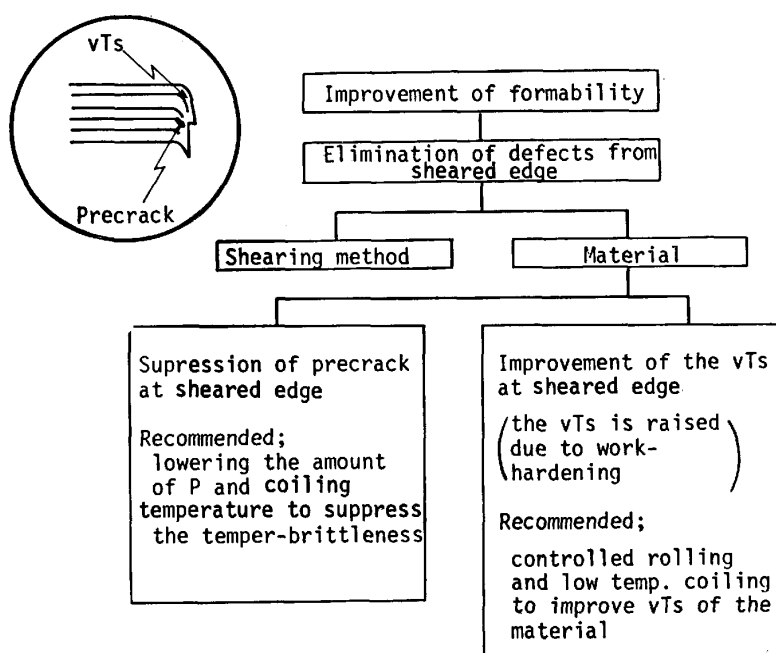 vTs
Precrack
Improvement of formability
Elimination of defects from
sheared edge
Shearing method
Material
Supression of precrack
at sheared edge
Recommended;
lowering the amount
of P and coiling
temperature to suppress
the temper-brittleness
Improvement of the vTs
at sheared edge
(the vTs is raised
due to work-
hardening)
Recommended;
controlled rolling
and low temp. coiling
to improve vTs of the
material